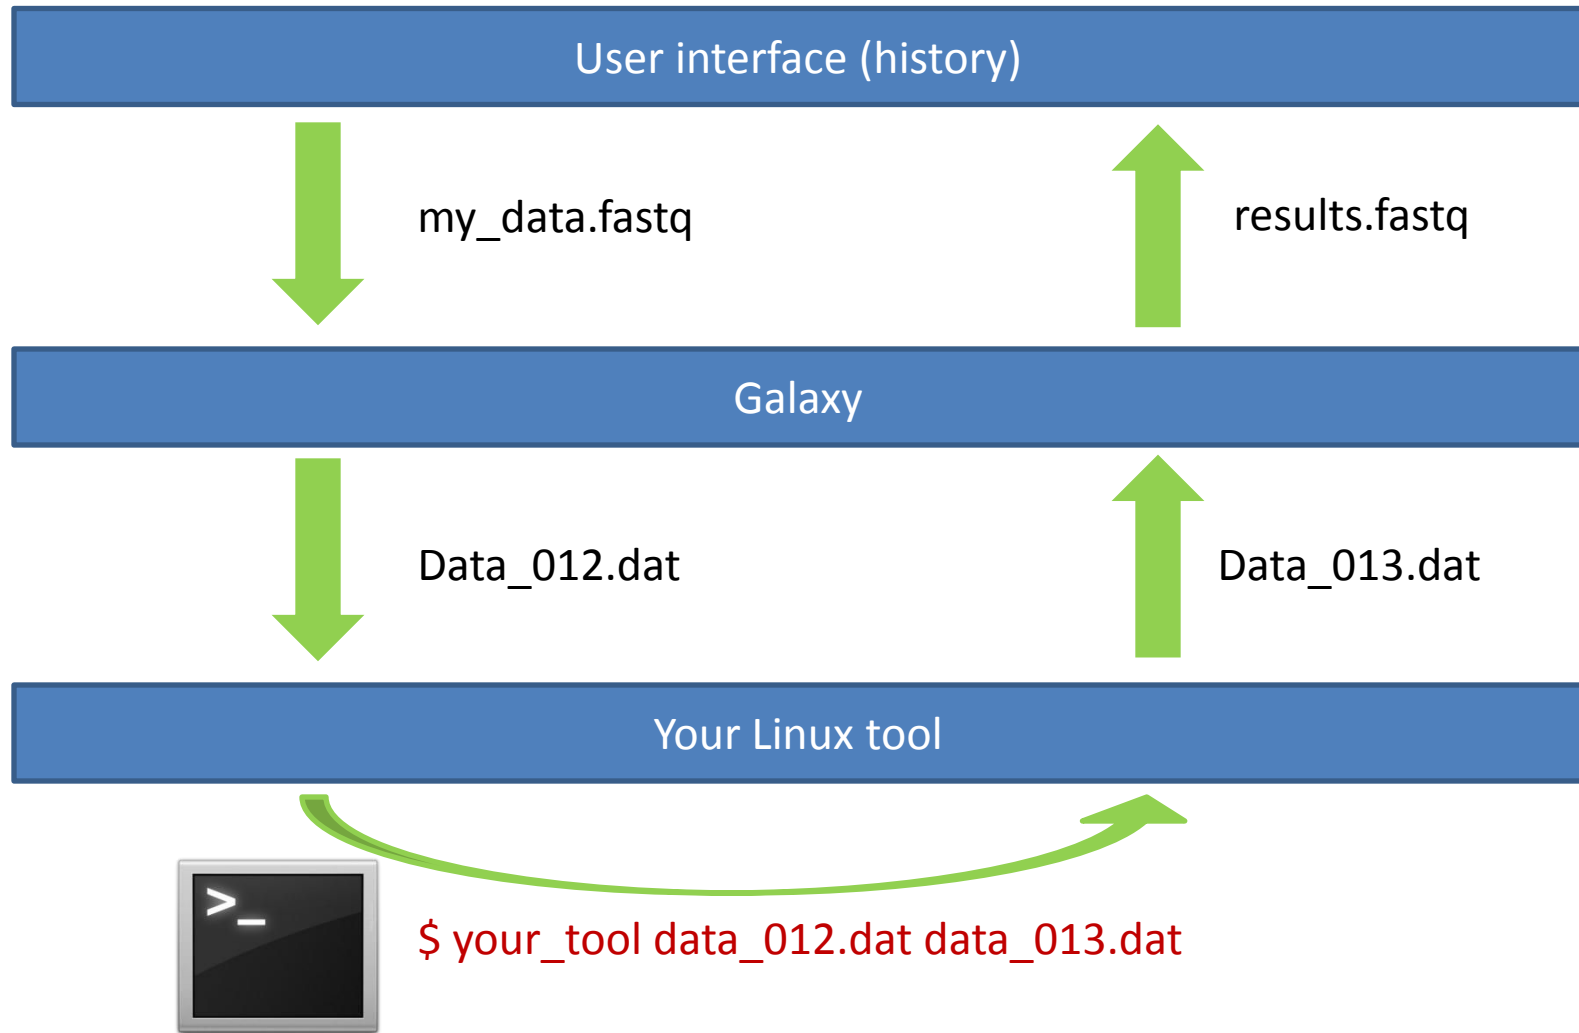 User interface (history)
my_data.fastq
results.fastq
Galaxy
Data_012.dat
Data_013.dat
Your Linux tool
>_
$ your_tool data_012.dat data_013.dat